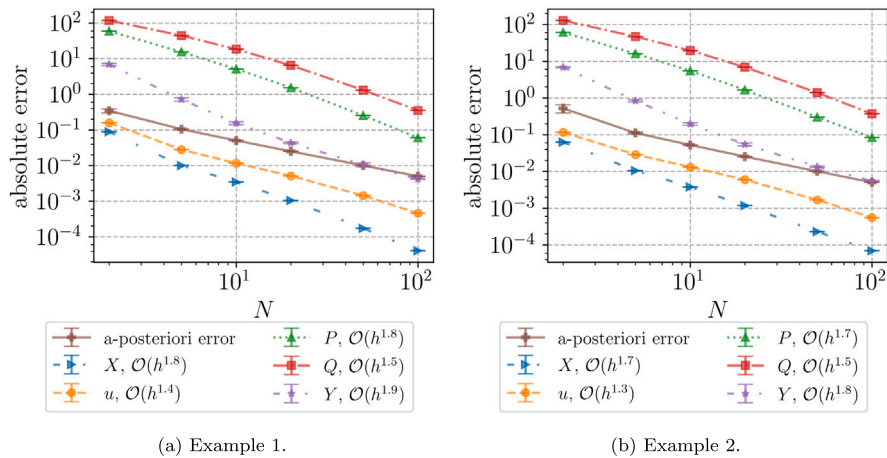 absolute error
10^2
10^1
10^0
10^{-1}
10^{-2}
10^{-3}
10^{-4}
10^1
10^2
N
a-posteriori error
X, O(h^{1.8})
u, O(h^{1.4})
P, O(h^{1.8})
Q, O(h^{1.5})
Y, O(h^{1.9})
(a) Example 1.
absolute error
10^2
10^1
10^0
10^{-1}
10^{-2}
10^{-3}
10^{-4}
10^1
10^2
N
a-posteriori error
X, O(h^{1.7})
u, O(h^{1.3})
P, O(h^{1.7})
Q, O(h^{1.5})
Y, O(h^{1.8})
(b) Example 2.